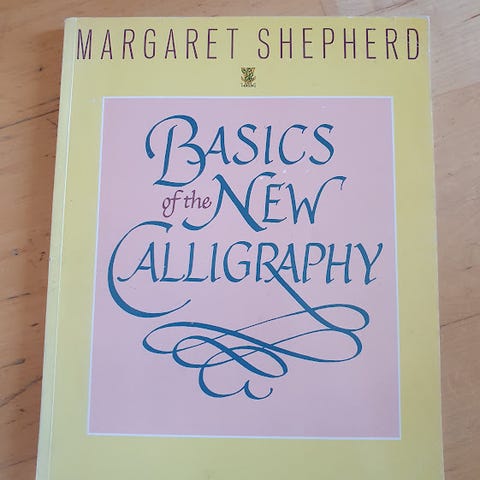 MARGARET SHEPHERD
BASICS
of the NEW
CALLIGRAPHY